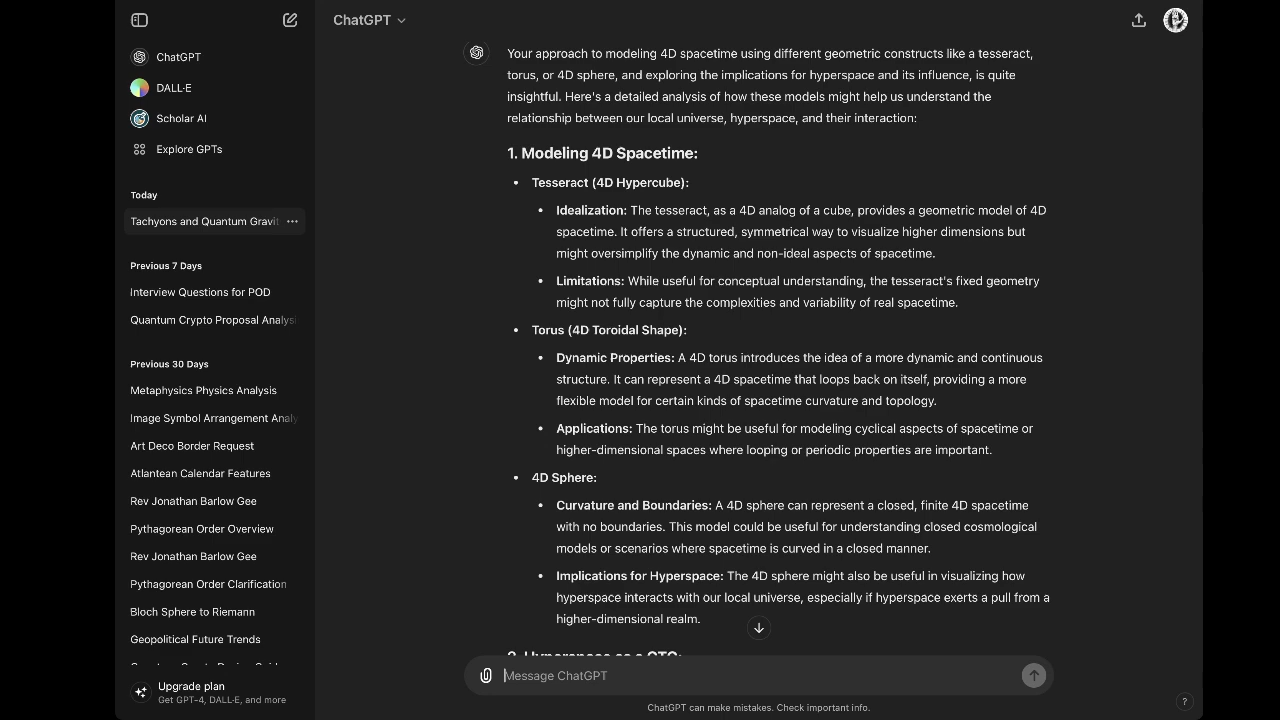 ChatGPT
DALL·E
Scholar AI
Explore GPTs
Today
Tachyons and Quantum Gravit
Previous 7 Days
Interview Questions for POD
Quantum Crypto Proposal Analysi
Previous 30 Days
Metaphysics Physics Analysis
Image Symbol Arrangement Analy
Art Deco Border Request
Atlantean Calendar Features
Rev Jonathan Barlow Gee
Pythagorean Order Overview
Rev Jonathan Barlow Gee
Pythagorean Order Clarification
Bloch Sphere to Riemann
Geopolitical Future Trends
Upgrade plan
Get GPT-4, DALL·E, and more
ChatGPT
Your approach to modeling 4D spacetime using different geometric constructs like a tesseract,
torus, or 4D sphere, and exploring the implications for hyperspace and its influence, is quite
insightful. Here's a detailed analysis of how these models might help us understand the
relationship between our local universe, hyperspace, and their interaction:
1. Modeling 4D Spacetime:
• Tesseract (4D Hypercube):
• Idealization: The tesseract, as a 4D analog of a cube, provides a geometric model of 4D
spacetime. It offers a structured, symmetrical way to visualize higher dimensions but
might oversimplify the dynamic and non-ideal aspects of spacetime.
• Limitations: While useful for conceptual understanding, the tesseract's fixed geometry
might not fully capture the complexities and variability of real spacetime.
• Torus (4D Toroidal Shape):
• Dynamic Properties: A 4D torus introduces the idea of a more dynamic and continuous
structure. It can represent a 4D spacetime that loops back on itself, providing a more
flexible model for certain kinds of spacetime curvature and topology.
• Applications: The torus might be useful for modeling cyclical aspects of spacetime or
higher-dimensional spaces where looping or periodic properties are important.
• 4D Sphere:
• Curvature and Boundaries: A 4D sphere can represent a closed, finite 4D spacetime
with no boundaries. This model could be useful for understanding closed cosmological
models or scenarios where spacetime is curved in a closed manner.
• Implications for Hyperspace: The 4D sphere might also be useful in visualizing how
hyperspace interacts with our local universe, especially if hyperspace exerts a pull from a
higher-dimensional realm.
2. Hyperspace as a CTC:
Message ChatGPT
ChatGPT can make mistakes. Check important info.
?